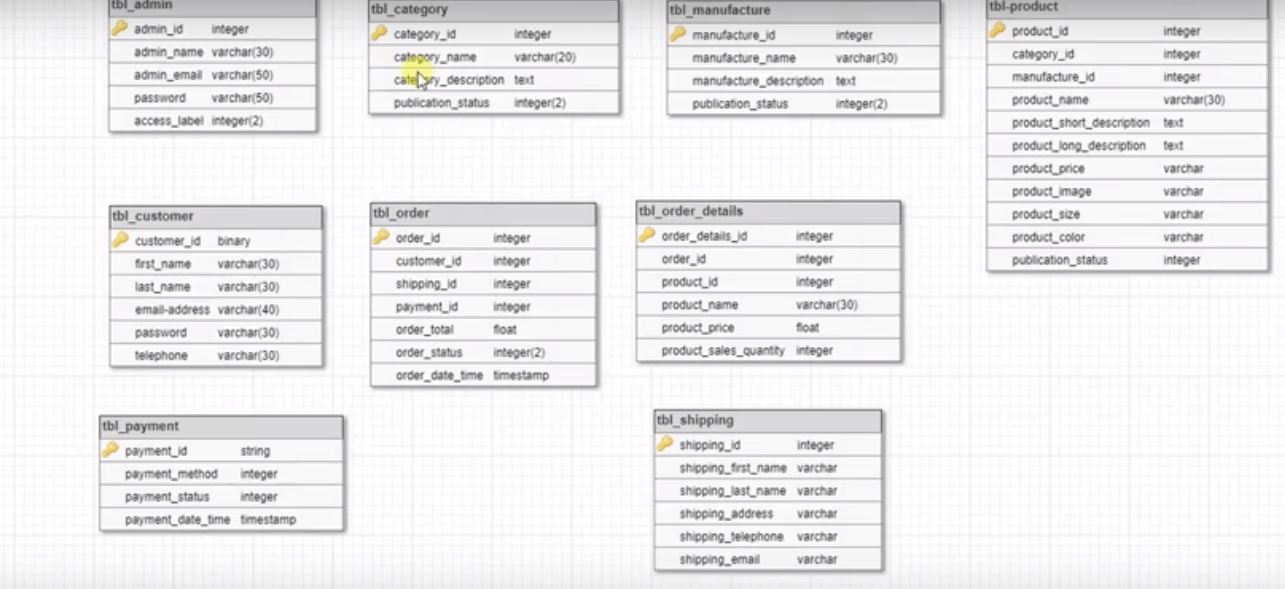 tbl_admin
admin_id integer
admin_name varchar(30)
admin_email varchar(50)
password varchar(50)
access_label integer(2)
tbl_category
category_id integer
category_name varchar(20)
category_description text
publication_status integer(2)
tbl_manufacture
manufacture_id integer
manufacture_name varchar(30)
manufacture_description text
publication_status integer(2)
tbl-product
product_id integer
category_id integer
manufacture_id integer
product_name varchar(30)
product_short_description text
product_long_description text
product_price varchar
product_image varchar
product_size varchar
product_color varchar
publication_status integer
tbl_customer
customer_id binary
first_name varchar(30)
last_name varchar(30)
email-address varchar(40)
password varchar(30)
telephone varchar(30)
tbl_order
order_id integer
customer_id integer
shipping_id integer
payment_id integer
order_total float
order_status integer(2)
order_date_time timestamp
tbl_order_details
order_details_id integer
order_id integer
product_id integer
product_name varchar(30)
product_price float
product_sales_quantity integer
tbl_payment
payment_id string
payment_method integer
payment_status integer
payment_date_time timestamp
tbl_shipping
shipping_id integer
shipping_first_name varchar
shipping_last_name varchar
shipping_address varchar
shipping_telephone varchar
shipping_email varchar